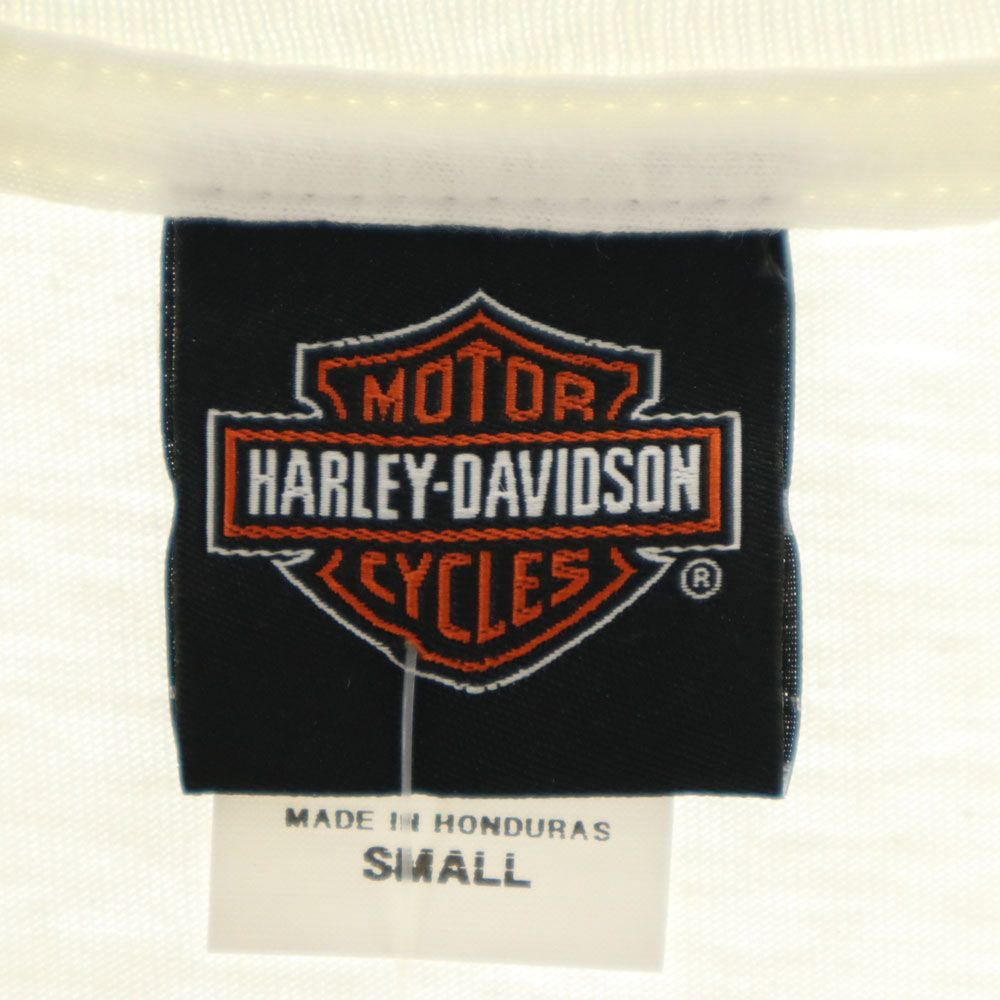 MOTOR
HARLEY-DAVIDSON
CYCLES
®
MADE IN HONDURAS
SMALL